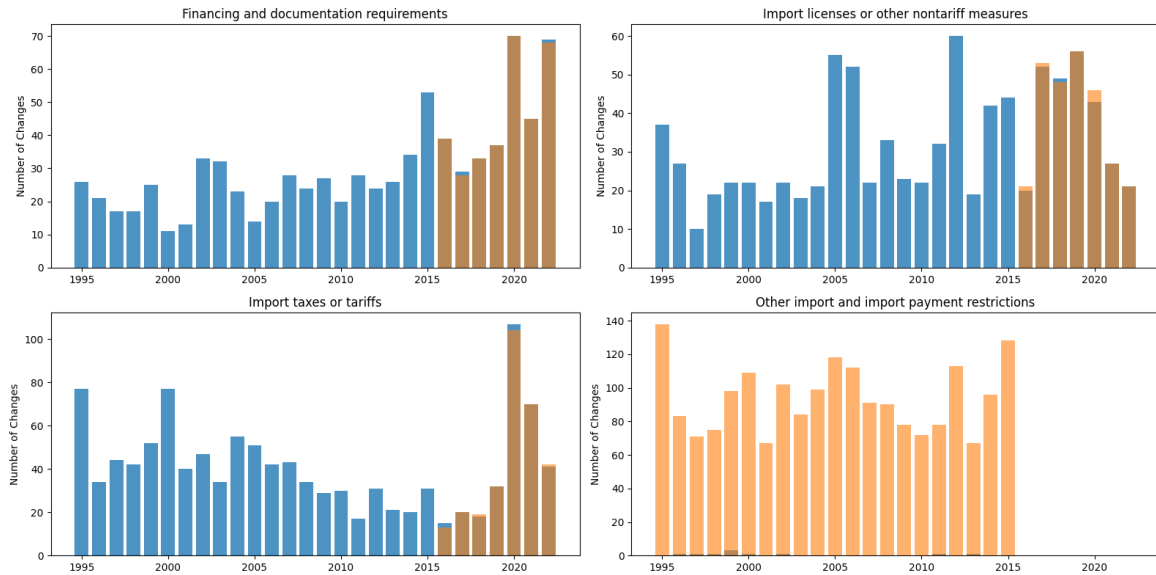 Financing and documentation requirements
Number of Changes
70
60
50
40
30
20
10
0
1995 2000 2005 2010 2015 2020
Import licenses or other nontariff measures
Number of Changes
60
50
40
30
20
10
0
1995 2000 2005 2010 2015 2020
Import taxes or tariffs
Number of Changes
100
80
60
40
20
0
1995 2000 2005 2010 2015 2020
Other import and import payment restrictions
Number of Changes
140
120
100
80
60
40
20
0
1995 2000 2005 2010 2015 2020